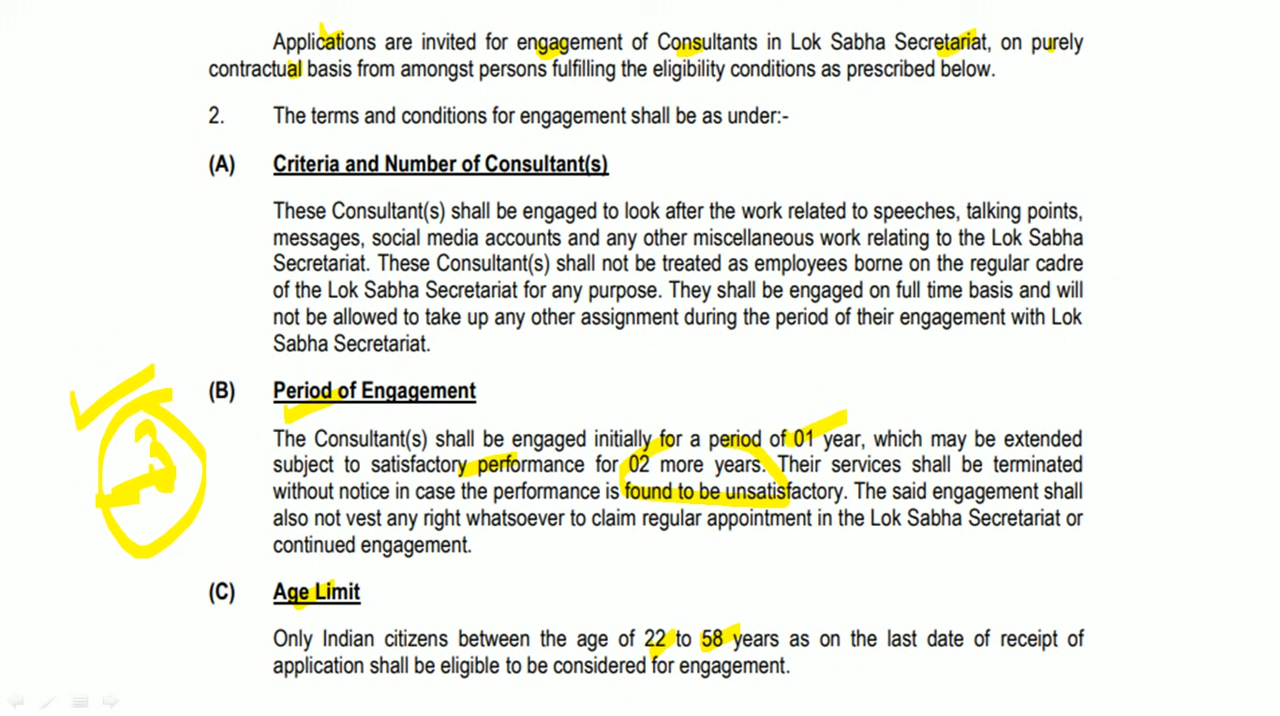 Applications are invited for engagement of Consultants in Lok Sabha Secretariat, on purely
contractual basis from amongst persons fulfilling the eligibility conditions as prescribed below.
2. The terms and conditions for engagement shall be as under:-
(A) Criteria and Number of Consultant(s)
These Consultant(s) shall be engaged to look after the work related to speeches, talking points,
messages, social media accounts and any other miscellaneous work relating to the Lok Sabha
Secretariat. These Consultant(s) shall not be treated as employees borne on the regular cadre
of the Lok Sabha Secretariat for any purpose. They shall be engaged on full time basis and will
not be allowed to take up any other assignment during the period of their engagement with Lok
Sabha Secretariat.
(B) Period of Engagement
The Consultant(s) shall be engaged initially for a period of 01 year, which may be extended
subject to satisfactory performance for 02 more years. Their services shall be terminated
without notice in case the performance is found to be unsatisfactory. The said engagement shall
also not vest any right whatsoever to claim regular appointment in the Lok Sabha Secretariat or
continued engagement.
(C) Age Limit
Only Indian citizens between the age of 22 to 58 years as on the last date of receipt of
application shall be eligible to be considered for engagement.